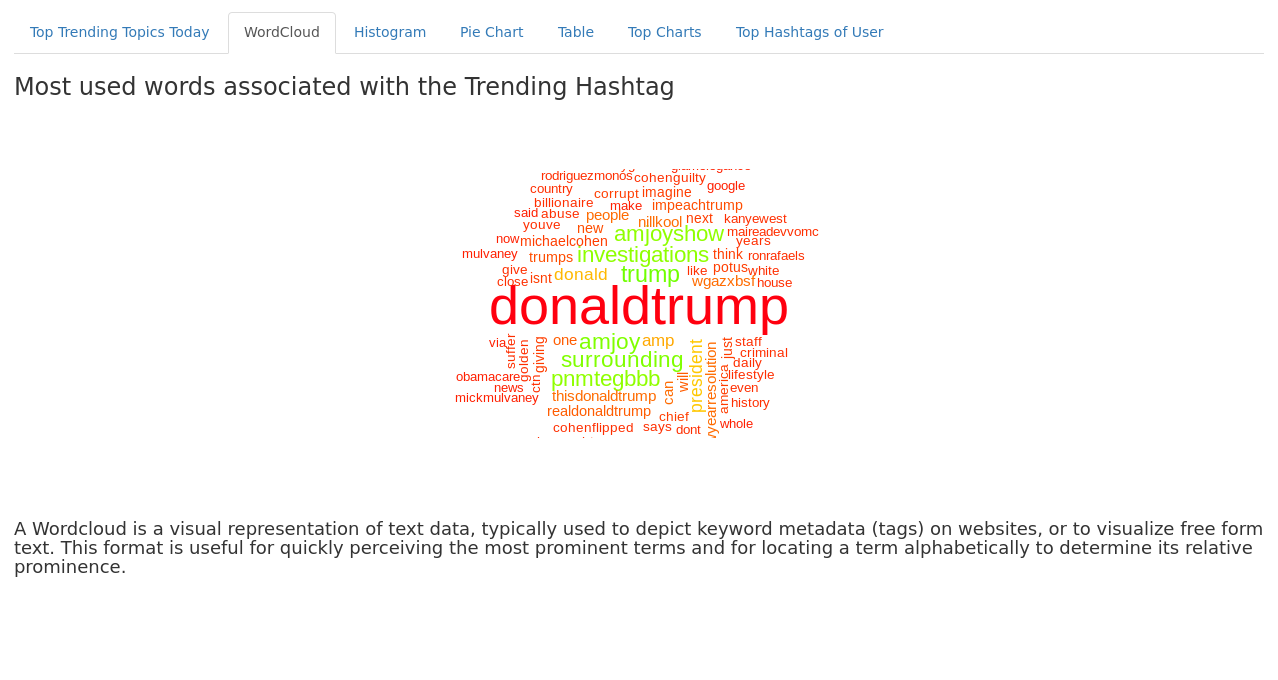 Top Trending Topics Today WordCloud Histogram Pie Chart Table Top Charts Top Hashtags of User
Most used words associated with the Trending Hashtag
rodriguezmonos cohenguilty
country corrupt imagine google
billionaire make impeachtrump
said abuse people nillkool next kanyewest
youve new amjoyshow maireadevvomc
now michaelcohen years
mulvaney trumps investigations think ronrafaels
give isnt donald trump like potus white
close wgazxbsf house
donaldtrump
via suffer golden giving one amjoy amp president just staff
surrounding criminal
daily
obamacare ctn pnmtegbbb will lifestyle
news can america even
mickmulvaney thisdonaldtrump history
realdonaldtrump chief
cohenflipped says dont whole
A Wordcloud is a visual representation of text data, typically used to depict keyword metadata (tags) on websites, or to visualize free form
text. This format is useful for quickly perceiving the most prominent terms and for locating a term alphabetically to determine its relative
prominence.